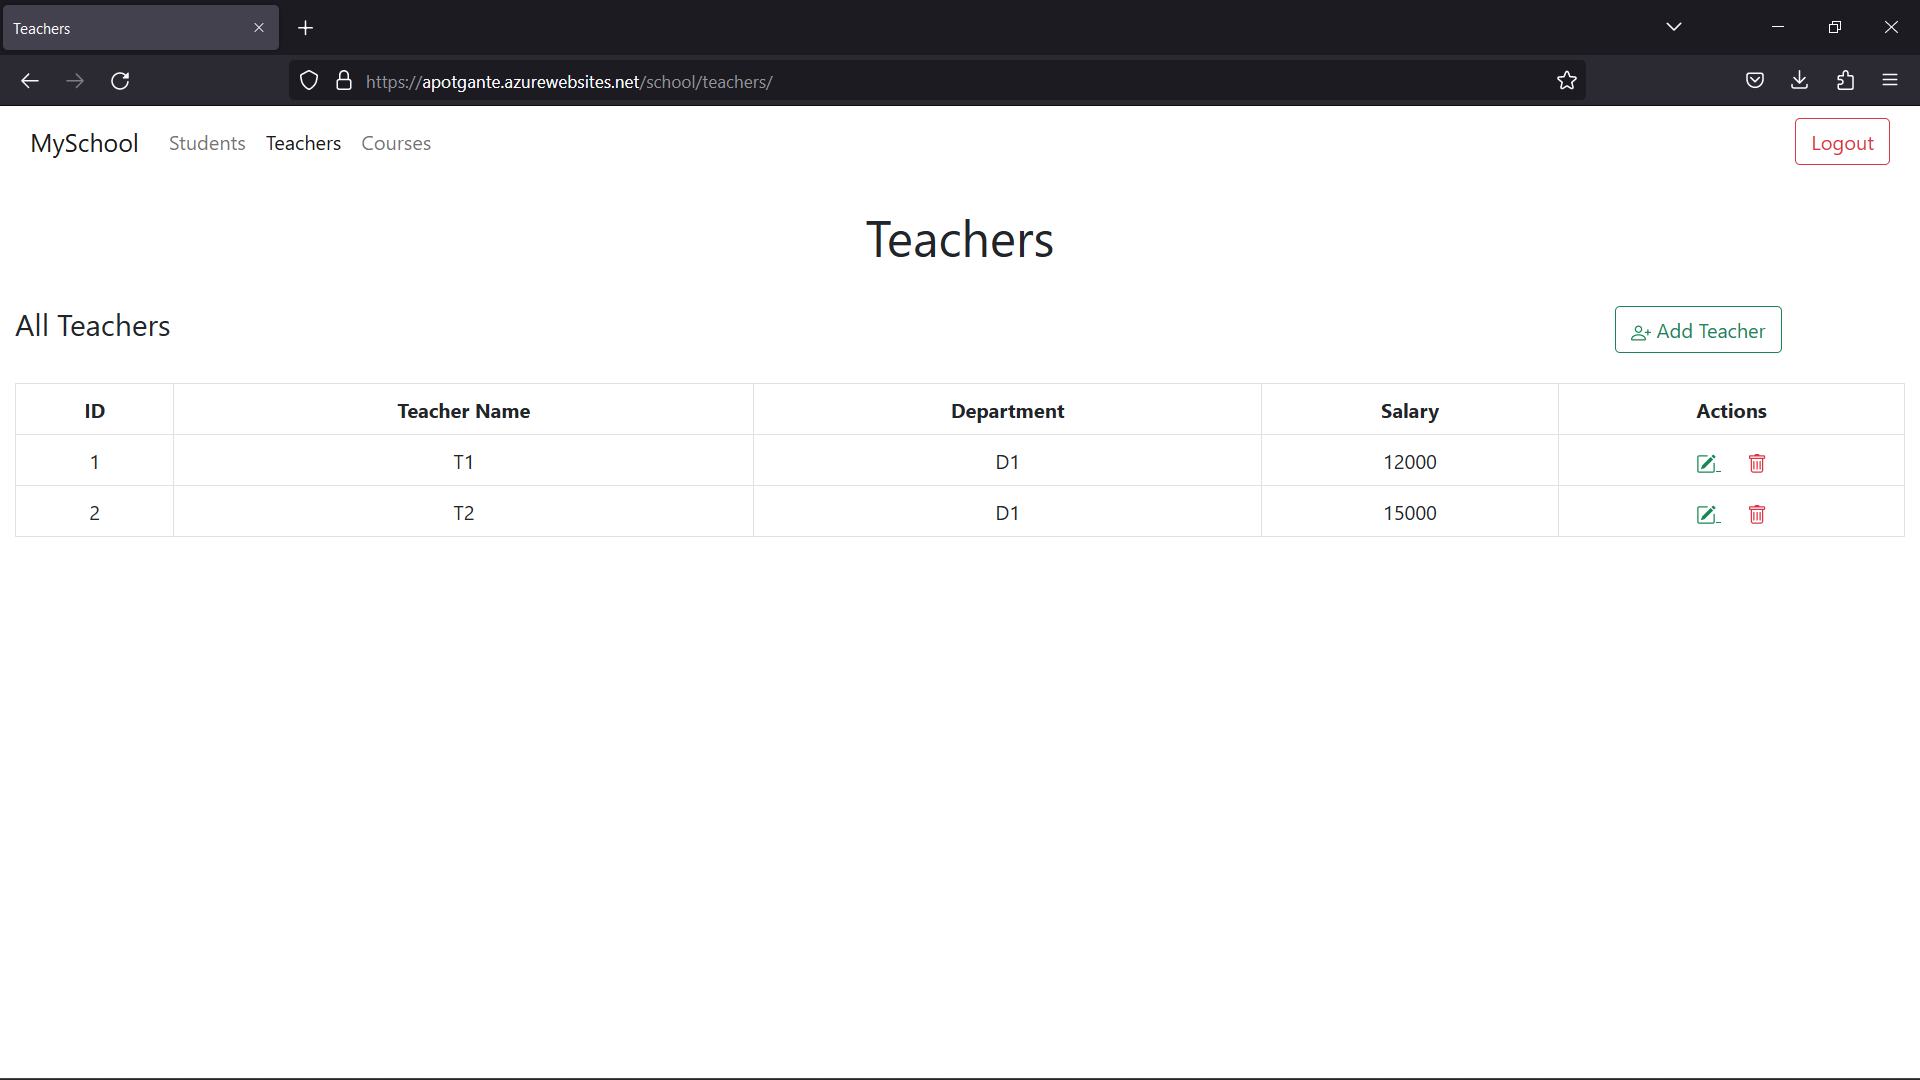 Teachers
https://apotgante.azurewebsites.net/school/teachers/
MySchool Students Teachers Courses Logout
Teachers
All Teachers Add Teacher
ID Teacher Name Department Salary Actions
1 T1 D1 12000
2 T2 D1 15000